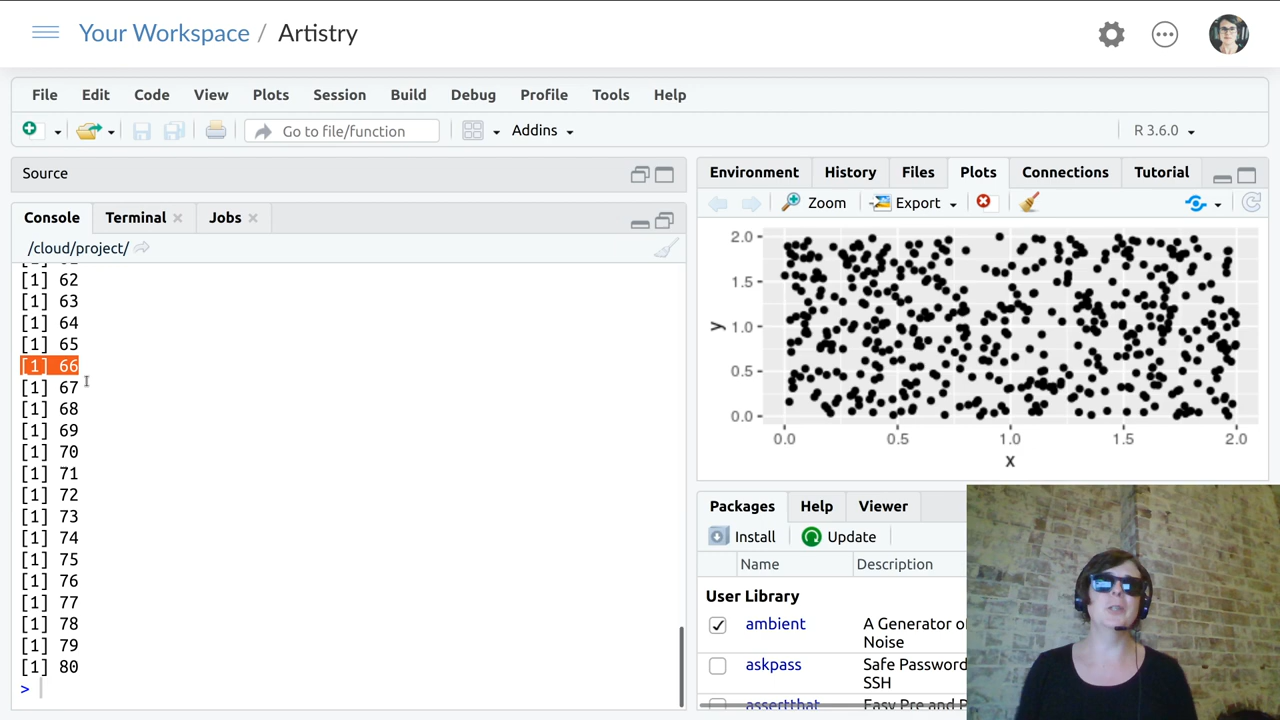 Your Workspace / Artistry
File Edit Code View Plots Session Build Debug Profile Tools Help
Go to file/function Addins R 3.6.0
Source
Console Terminal Jobs
/cloud/project/
[1] 62
[1] 63
[1] 64
[1] 65
[1] 66
[1] 67
[1] 68
[1] 69
[1] 70
[1] 71
[1] 72
[1] 73
[1] 74
[1] 75
[1] 76
[1] 77
[1] 78
[1] 79
[1] 80
>
Environment History Files Plots Connections Tutorial
Zoom Export
2.0
1.5
1.0
0.5
0.0
y
0.0 0.5 1.0 1.5 2.0
x
Packages Help Viewer
Install Update
Name Description
User Library
ambient A Generator of
Noise
askpass Safe Password
SSH
assertthat Easy Pre and P